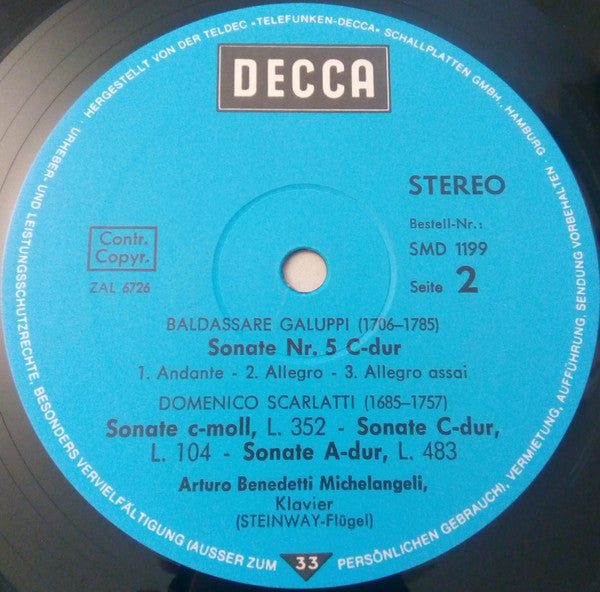 URHEBER- UND LEISTUNGSSCHUTZRECHTE, BESONDERS VERVIELFÄLTIGUNG (AUSSER ZUM PERSÖNLICHEN GEBRAUCH), VERMIETUNG, AUFFÜHRUNG, SENDUNG VORBEHALTEN · HERGESTELLT VON DER TELDEC »TELEFUNKEN-DECCA« SCHALLPLATTEN GMBH., HAMBURG ·
DECCA
STEREO
Bestell-Nr.:
SMD 1199
Seite 2
Contr.
Copyr.
ZAL 6726
BALDASSARE GALUPPI (1706–1785)
Sonate Nr. 5 C-dur
1. Andante - 2. Allegro - 3. Allegro assai
DOMENICO SCARLATTI (1685–1757)
Sonate c-moll, L. 352 - Sonate C-dur,
L. 104 - Sonate A-dur, L. 483
Arturo Benedetti Michelangeli,
Klavier
(STEINWAY-Flügel)
33